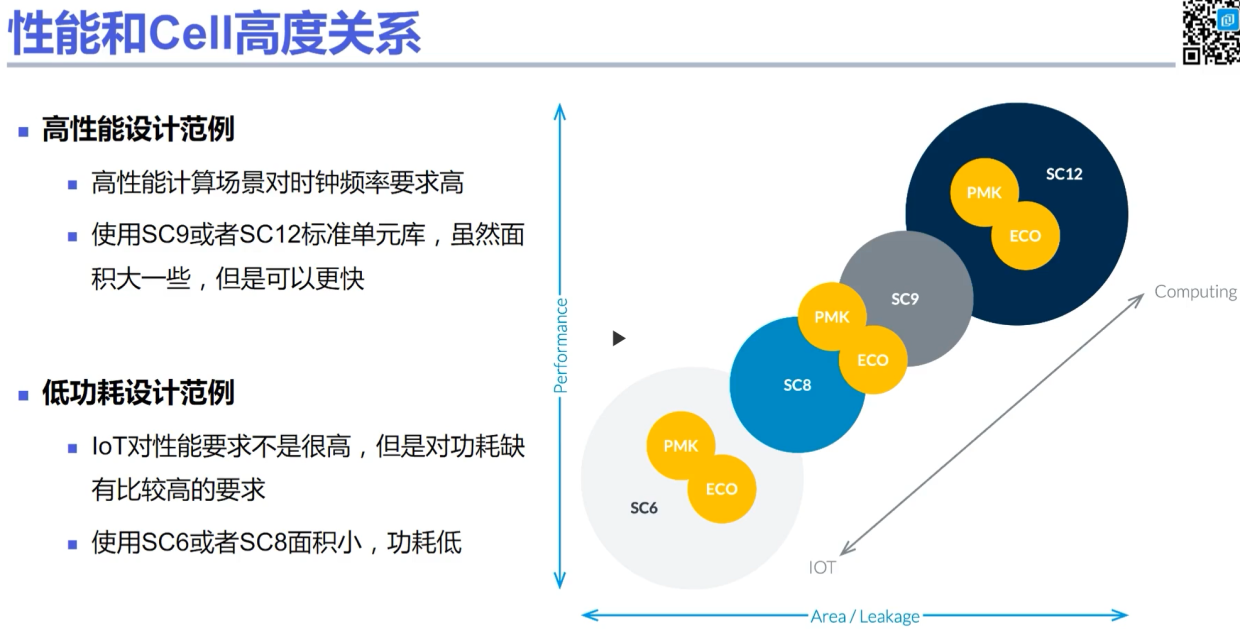 性能和Cell高度关系
高性能设计范例
高性能计算场景对时钟频率要求高
使用SC9或者SC12标准单元库，虽然面
积大一些，但是可以更快
低功耗设计范例
IoT对性能要求不是很高，但是对功耗缺
有比较高的要求
使用SC6或者SC8面积小，功耗低
Performance
SC12
PMK
ECO
SC9
PMK
ECO
SC8
PMK
ECO
SC6
Computing
IOT
Area / Leakage